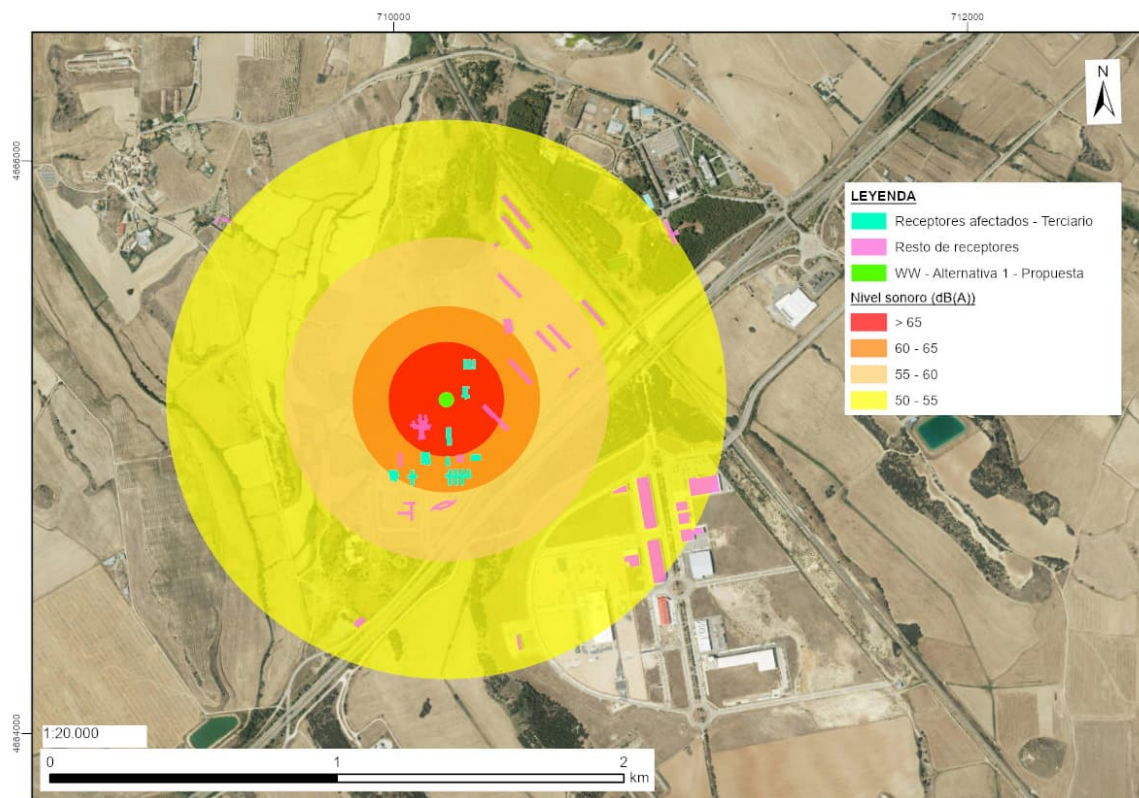 710000
712000
4666000
N
LEYENDA
Receptores afectados - Terciario
Resto de receptores
WW - Alternativa 1 - Propuesta
Nivel sonoro (dB(A))
> 65
60 - 65
55 - 60
50 - 55
4664000
1:20.000
0
1
2
km